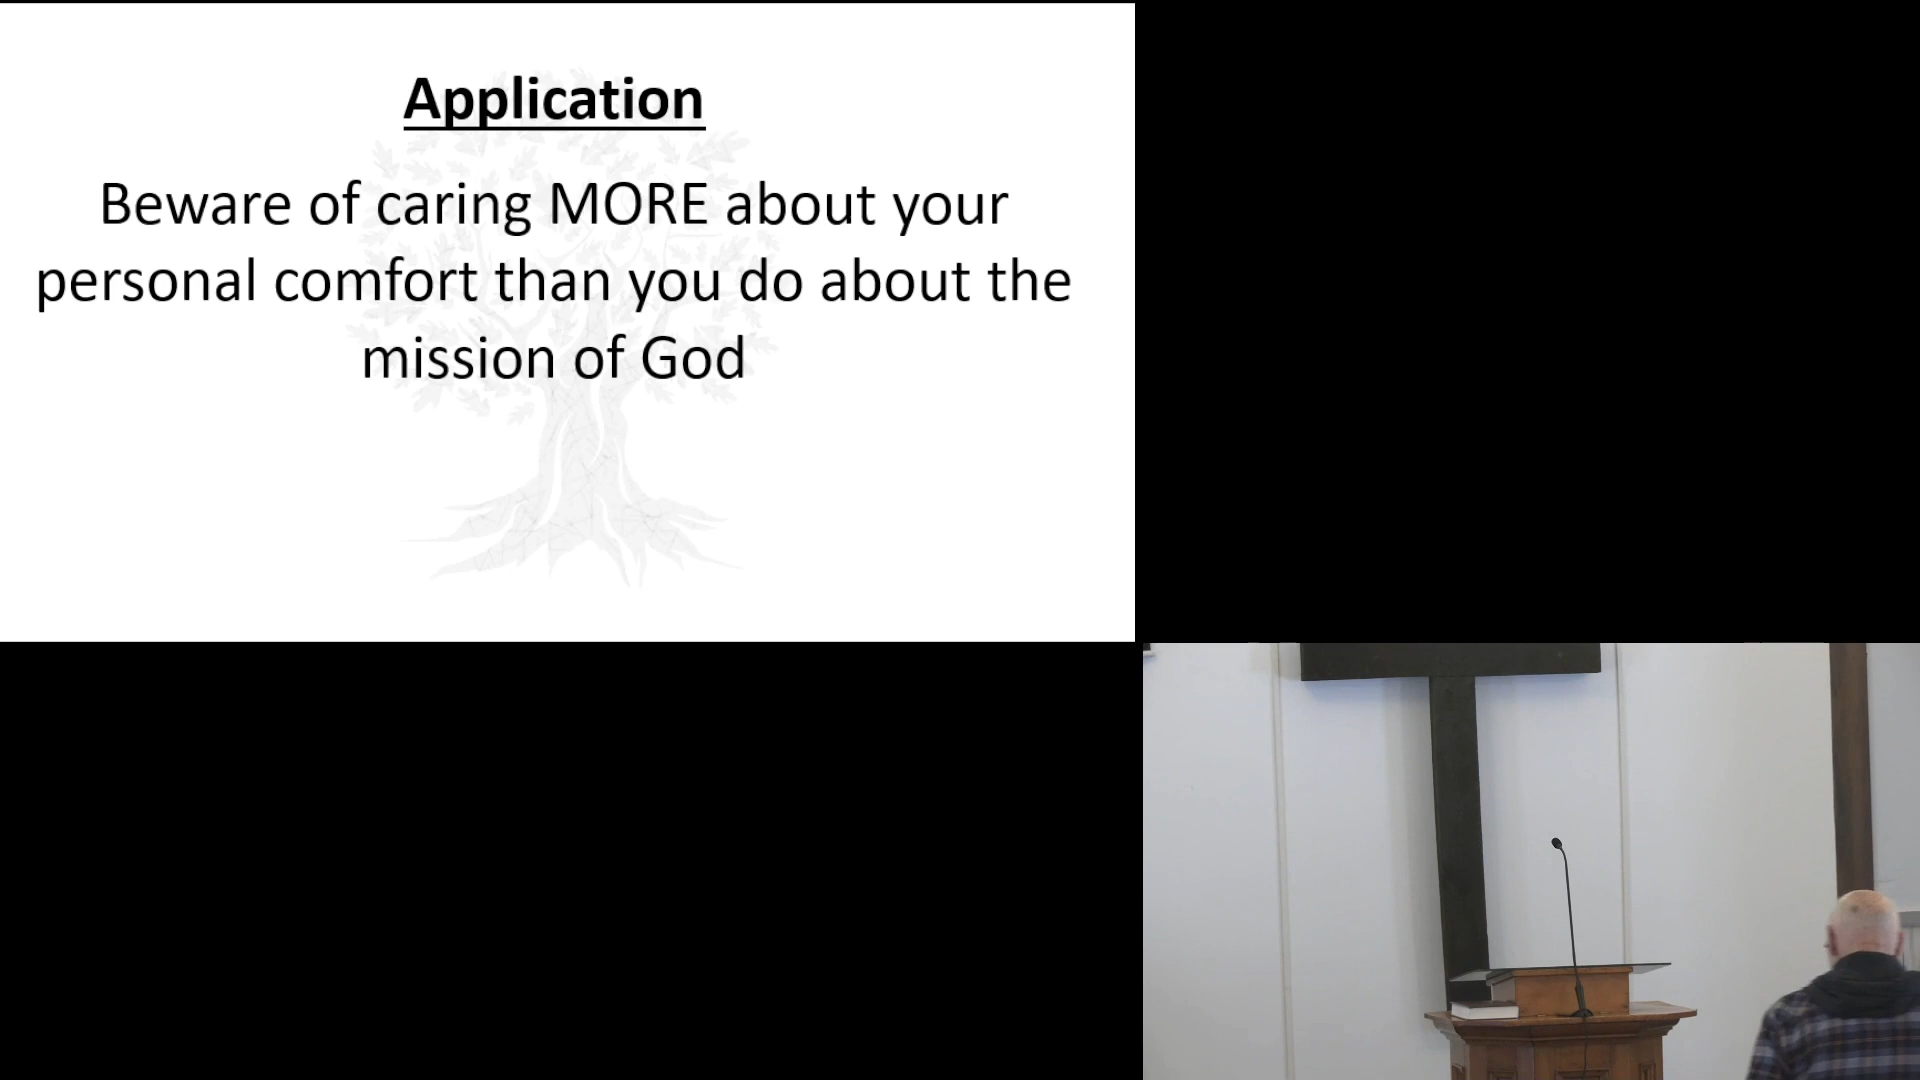 Application
Beware of caring MORE about your
personal comfort than you do about the
mission of God